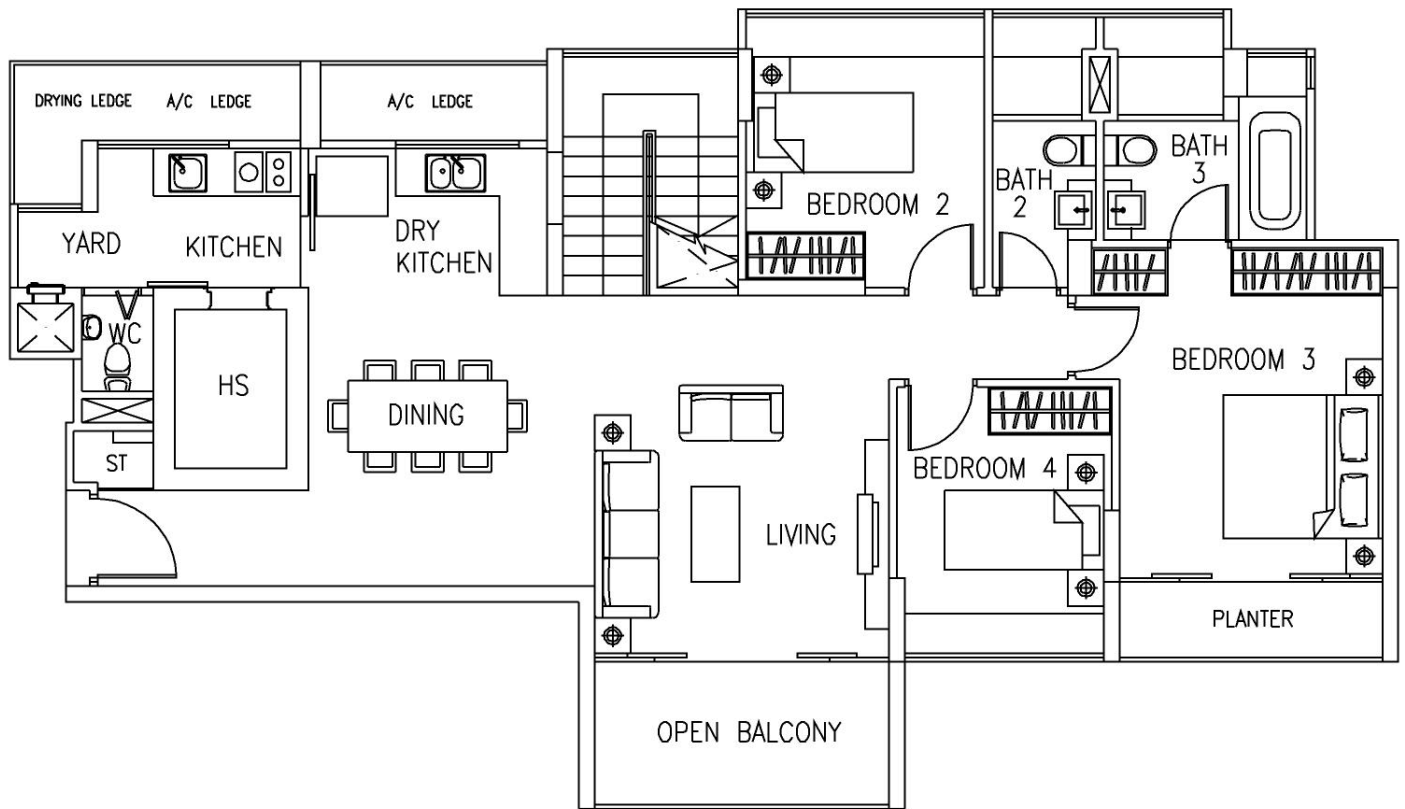 DRYING LEDGE
A/C LEDGE
A/C LEDGE
YARD
KITCHEN
DRY
KITCHEN
BEDROOM 2
BATH
2
BATH
3
WC
HS
DINING
ST
LIVING
BEDROOM 4
BEDROOM 3
PLANTER
OPEN BALCONY